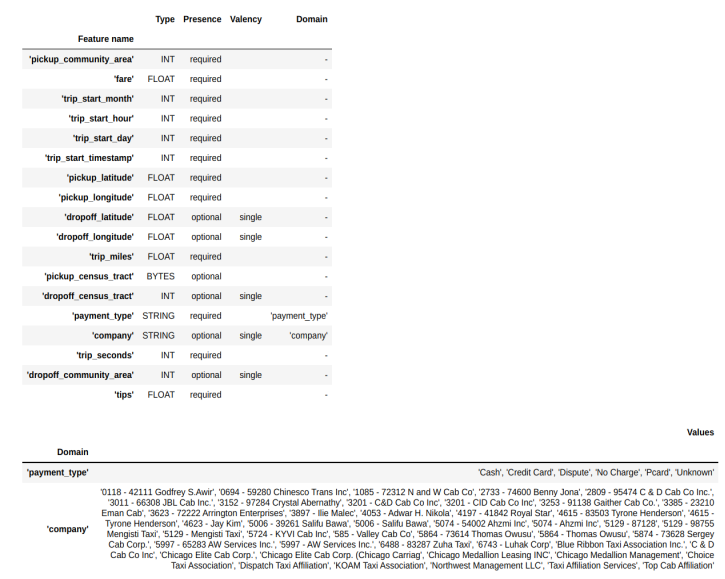 Type Presence Valency Domain
Feature name
'pickup_community_area' INT required -
'fare' FLOAT required -
'trip_start_month' INT required -
'trip_start_hour' INT required -
'trip_start_day' INT required -
'trip_start_timestamp' INT required -
'pickup_latitude' FLOAT required -
'pickup_longitude' FLOAT required -
'dropoff_latitude' FLOAT optional single -
'dropoff_longitude' FLOAT optional single -
'trip_miles' FLOAT required -
'pickup_census_tract' BYTES optional -
'dropoff_census_tract' INT optional single -
'payment_type' STRING required 'payment_type'
'company' STRING optional single 'company'
'trip_seconds' INT required -
'dropoff_community_area' INT optional single -
'tips' FLOAT required -
Values
Domain
'payment_type' 'Cash', 'Credit Card', 'Dispute', 'No Charge', 'Pcard', 'Unknown'
'0118 - 42111 Godfrey S.Awir', '0694 - 59280 Chinesco Trans Inc', '1085 - 72312 N and W Cab Co', '2733 - 74600 Benny Jona', '2809 - 95474 C & D Cab Co Inc.',
'3011 - 66308 JBL Cab Inc.', '3152 - 97284 Crystal Abernathy', '3201 - C&D Cab Co Inc', '3201 - CID Cab Co Inc', '3253 - 91138 Gaither Cab Co.', '3385 - 23210
Eman Cab', '3623 - 72222 Arrington Enterprises', '3897 - Ilie Malec', '4053 - Adwar H. Nikola', '4197 - 41842 Royal Star', '4615 - 83503 Tyrone Henderson', '4615 -
'company' Tyrone Henderson', '4623 - Jay Kim', '5006 - 39261 Salifu Bawa', '5006 - Salifu Bawa', '5074 - 54002 Ahzmi Inc', '5074 - Ahzmi Inc', '5129 - 87128', '5129 - 98755
Mengisti Taxi', '5129 - Mengisti Taxi', '5724 - KYVI Cab Inc', '585 - Valley Cab Co', '5864 - 73614 Thomas Owusu', '5864 - Thomas Owusu', '5874 - 73628 Sergey
Cab Corp.', '5997 - 65283 AW Services Inc.', '5997 - AW Services Inc.', '6488 - 83287 Zuha Taxi', '6743 - Luhak Corp', 'Blue Ribbon Taxi Association Inc.', 'C & D
Cab Co Inc', 'Chicago Elite Cab Corp.', 'Chicago Elite Cab Corp. (Chicago Carriag', 'Chicago Medallion Leasing INC', 'Chicago Medallion Management', 'Choice
Taxi Association', 'Dispatch Taxi Affiliation', 'KOAM Taxi Association', 'Northwest Management LLC', 'Taxi Affiliation Services', 'Top Cab Affiliation'